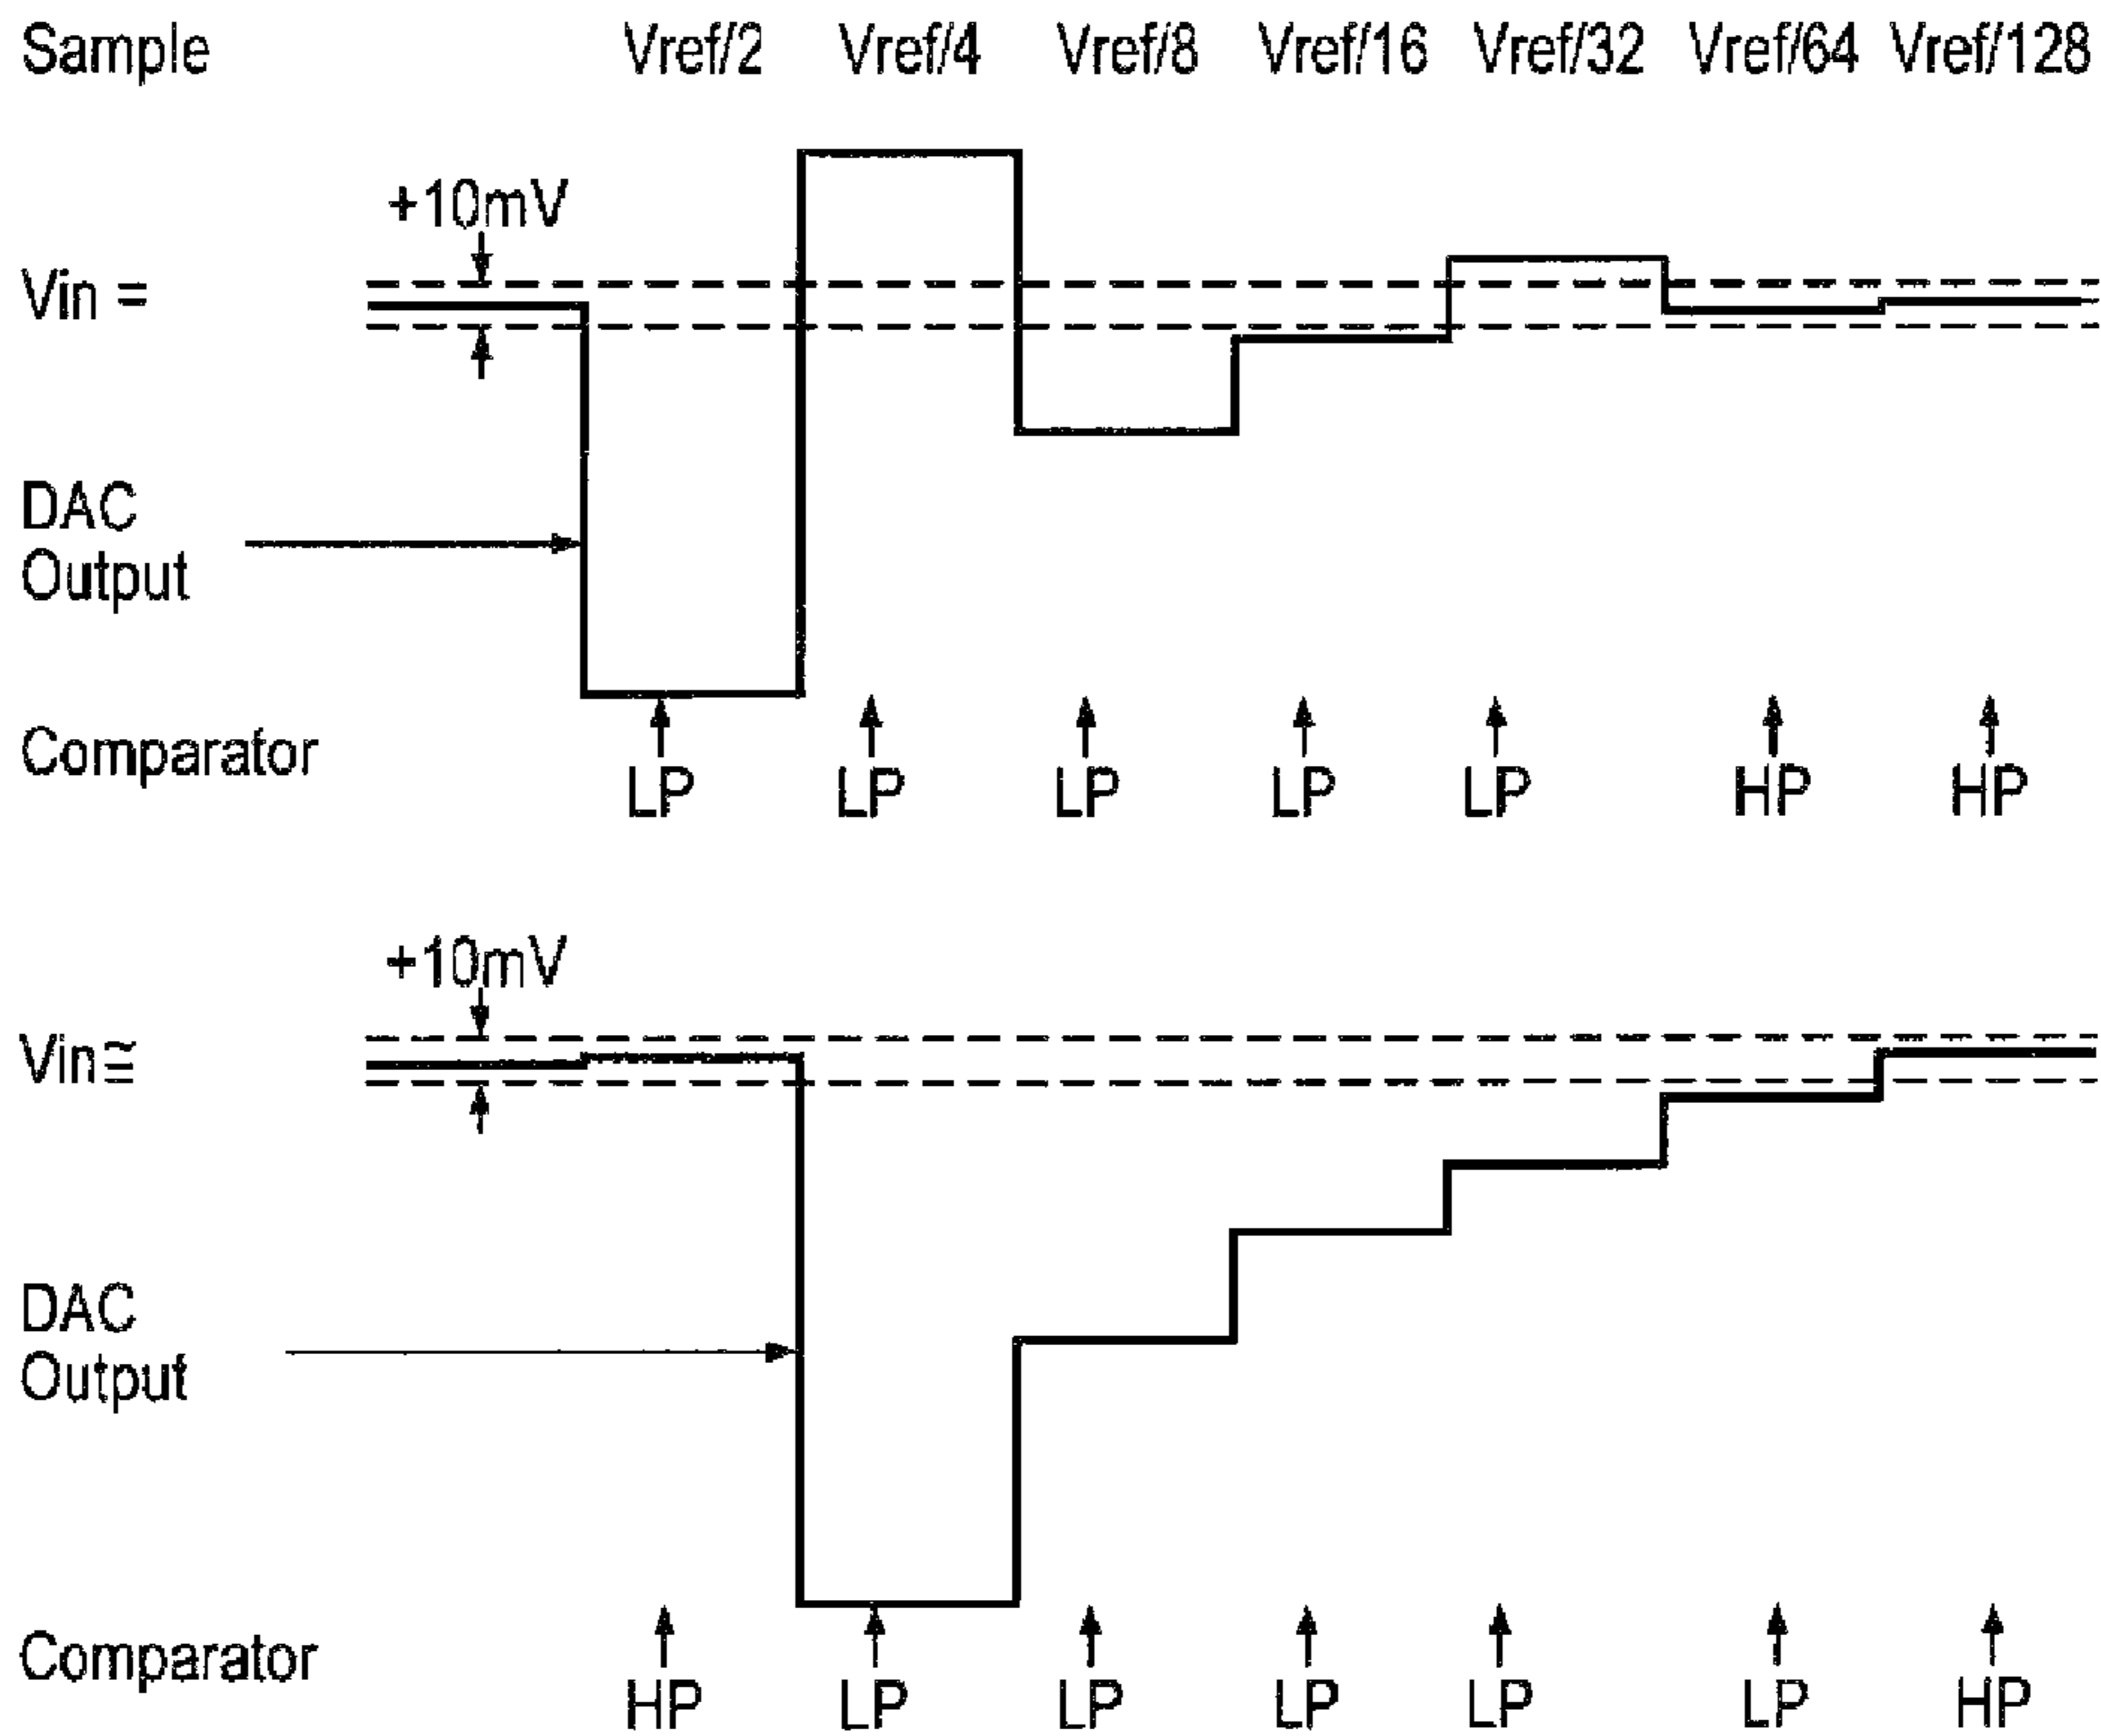 Sample Vref/2 Vref/4 Vref/8 Vref/16 Vref/32 Vref/64 Vref/128
+10mV
Vin =
DAC
Output
Comparator
LP LP LP LP LP HP HP
+10mV
Vin ≅
DAC
Output
Comparator
HP LP LP LP LP LP HP